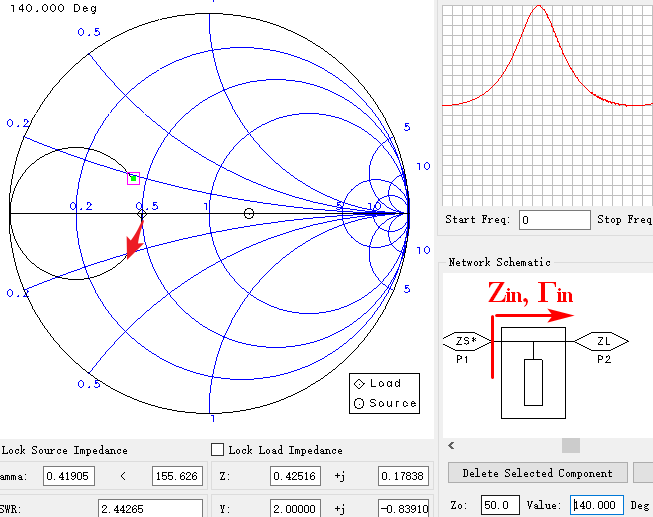 140.000 Deg
1
0.5
0.2
5
10
0.2
0.5
1
5
10
10
5
0.2
0.5
1
Load
Source
Start Freq: 0 Stop Freq
Network Schematic
Zin, Γin
ZS*
ZL
P1
P2
Lock Source Impedance
Lock Load Impedance
amma: 0.41905 < 155.626
Z: 0.42516 +j 0.17838
SWR: 2.44265
Y: 2.00000 +j -0.83910
<
Delete Selected Component
Zo: 50.0 Value: 140.000 Deg